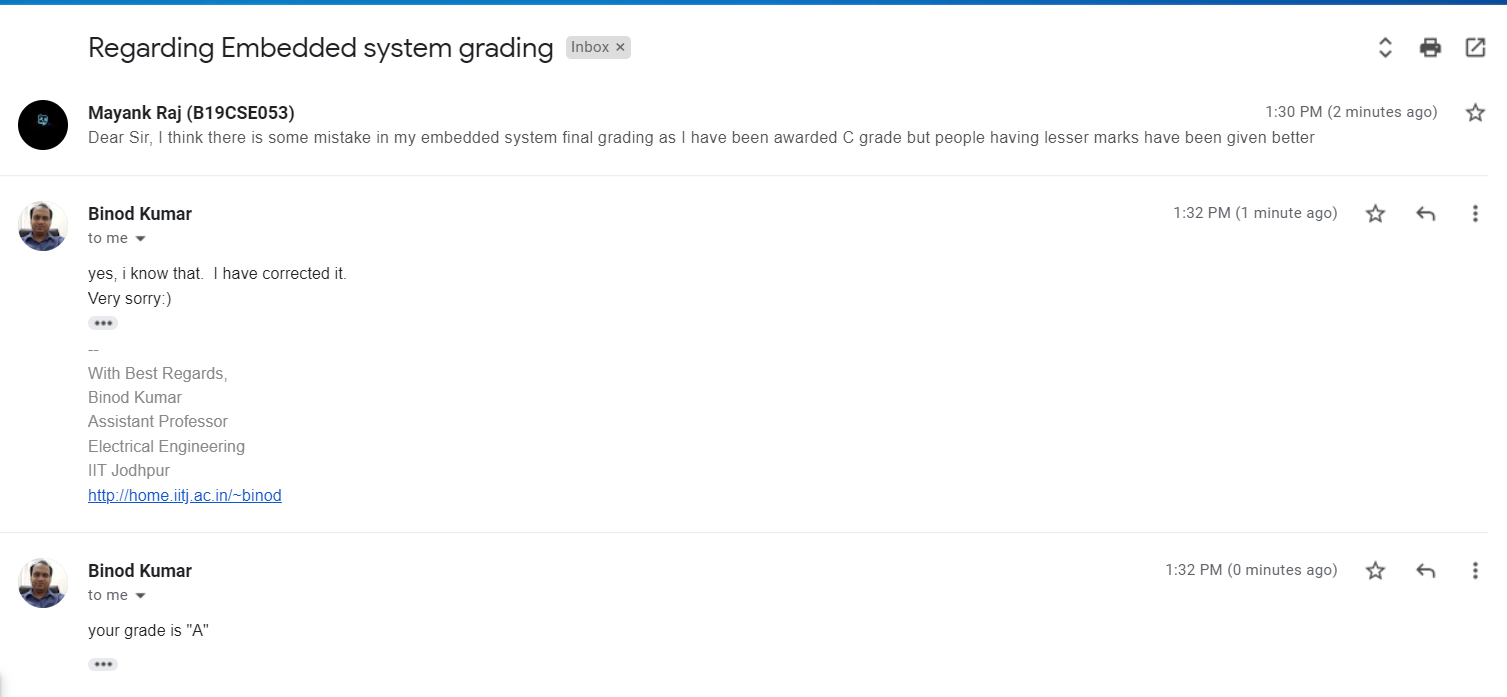 Regarding Embedded system grading Inbox ×
Mayank Raj (B19CSE053) 1:30 PM (2 minutes ago)
Dear Sir, I think there is some mistake in my embedded system final grading as I have been awarded C grade but people having lesser marks have been given better
Binod Kumar 1:32 PM (1 minute ago)
to me
yes, i know that.  I have corrected it.
Very sorry:)
--
With Best Regards,
Binod Kumar
Assistant Professor
Electrical Engineering
IIT Jodhpur
http://home.iitj.ac.in/~binod
Binod Kumar 1:32 PM (0 minutes ago)
to me
your grade is "A"